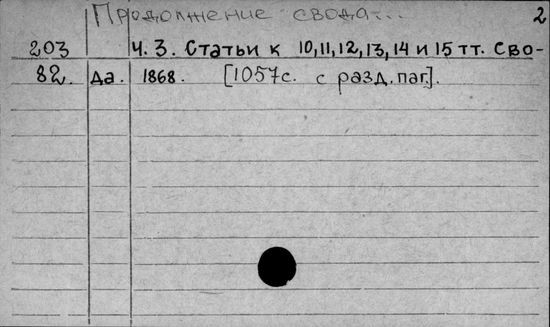 Продолжение свода... 2
203 Ч. 3. Статьи к 10,11,12,13,14 и 15 тт. Сво-
82. да. 1868. [1057с. с разд. паг.].